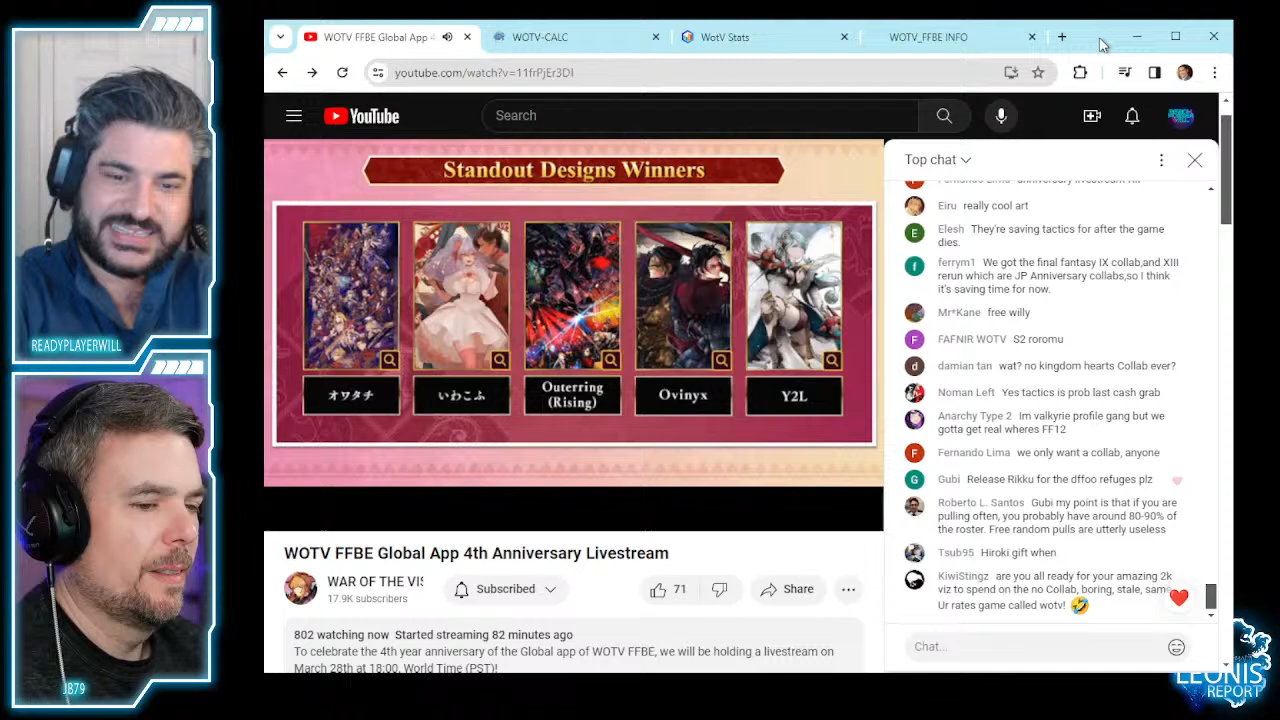 READYPLAYERWILL
JB79
WOTV FFBE Global App 4
WOTV-CALC
WotV Stats
WOTV_FFBE INFO
youtube.com/watch?v=11frPjEr3DI
YouTube
Search
Standout Designs Winners
オワタチ
いわこふ
Outerring
(Rising)
Ovinyx
Y2L
WOTV FFBE Global App 4th Anniversary Livestream
WAR OF THE VIS
17.9K subscribers
Subscribed
71
Share
802 watching now Started streaming 82 minutes ago
To celebrate the 4th year anniversary of the Global app of WOTV FFBE, we will be holding a livestream on
March 28th at 18:00, World Time (PST)!
Top chat
Eiru really cool art
Elesh They're saving tactics for after the game
dies.
ferrym1 We got the final fantasy IX collab,and XIII
rerun which are JP Anniversary collabs,so I think
it's saving time for now.
Mr*Kane free willy
FAFNIR WOTV S2 roromu
damian tan wat? no kingdom hearts Collab ever?
Noman Left Yes tactics is prob last cash grab
Anarchy Type 2 Im valkyrie profile gang but we
gotta get real wheres FF12
Fernando Lima we only want a collab, anyone
Gubi Release Rikku for the dffoo refuges plz
Roberto L. Santos Gubi my point is that if you are
pulling often, you probably have around 80-90% of
the roster. Free random pulls are utterly useless
Tsub95 Hiroki gift when
KiwiStingz are you all ready for your amazing 2k
viz to spend on the no Collab, boring, stale, same
Ur rates game called wotv!
Chat...
LEONIS
REPORT